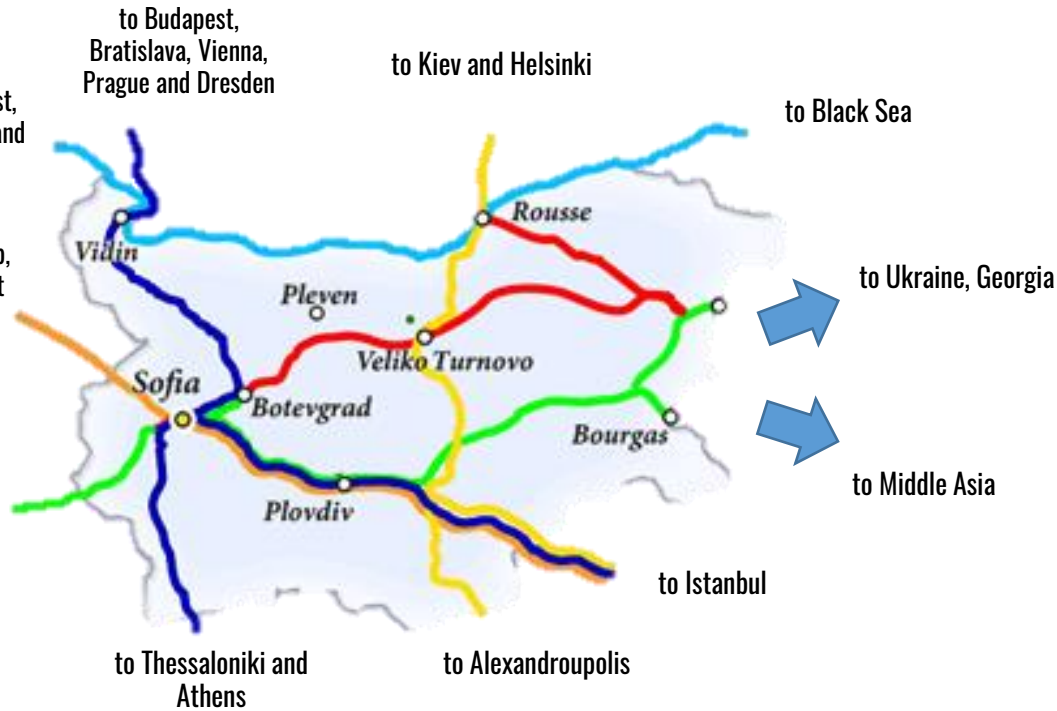 to Budapest,
Bratislava, Vienna,
Prague and Dresden
to Kiev and Helsinki
to Black Sea
and
Rousse
Vidin
to Ukraine, Georgia
Pleven
Veliko Turnovo
Sofia
Botevgrad
Bourgas
to Middle Asia
Plovdiv
to Istanbul
to Thessaloniki and
Athens
to Alexandroupolis